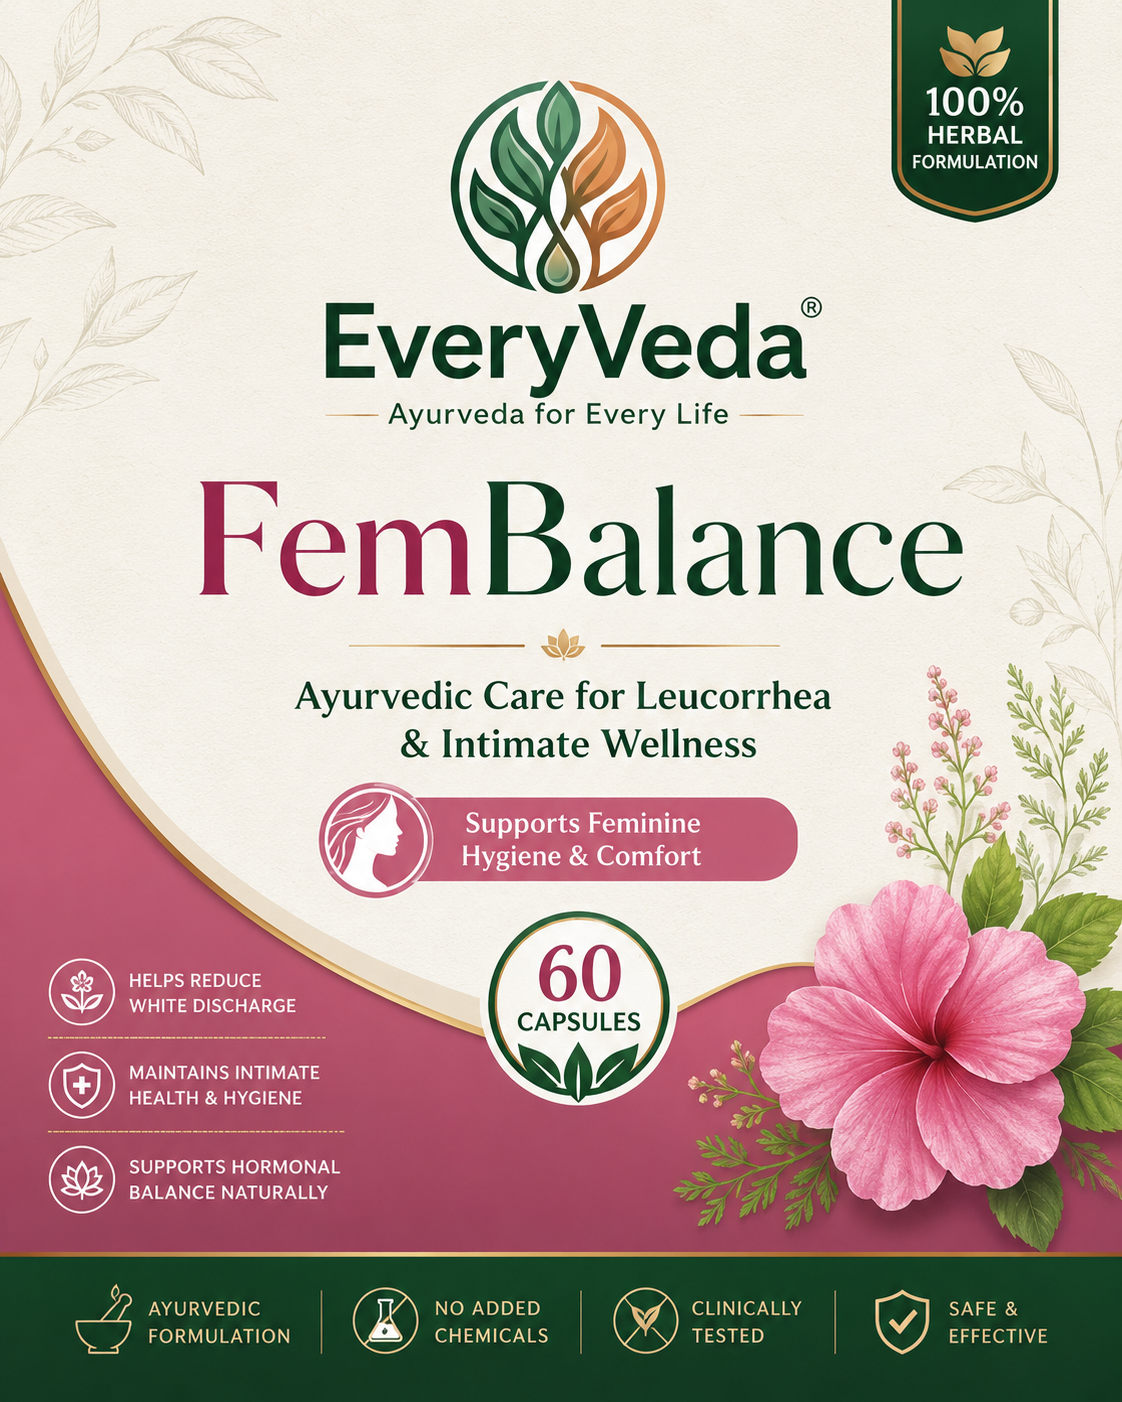 100%
HERBAL
FORMULATION
EveryVeda®
Ayurveda for Every Life
FemBalance
Ayurvedic Care for Leucorrhea
& Intimate Wellness
Supports Feminine
Hygiene & Comfort
60
CAPSULES
HELPS REDUCE
WHITE DISCHARGE
MAINTAINS INTIMATE
HEALTH & HYGIENE
SUPPORTS HORMONAL
BALANCE NATURALLY
AYURVEDIC
FORMULATION
NO ADDED
CHEMICALS
CLINICALLY
TESTED
SAFE &
EFFECTIVE